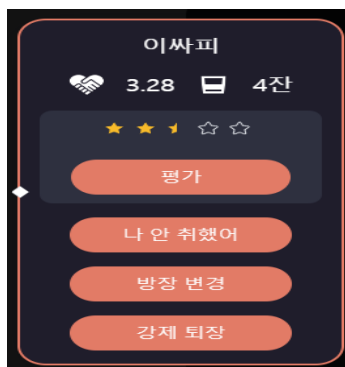 이싸피
3.28 4잔
평가
나 안 취했어
방장 변경
강제 퇴장